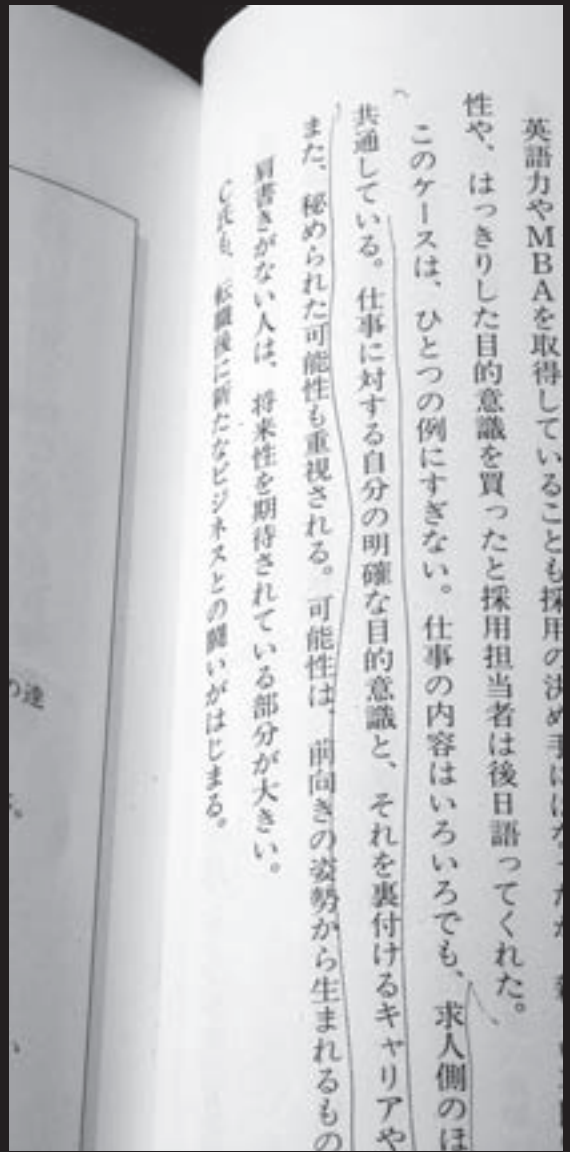 英語力やMBAを取得していることも採用の決め手には
性や、はっきりした目的意識を買ったと採用担当者は後日語ってくれた。
このケースは、ひとつの例にすぎない。仕事の内容はいろいろでも、求人側のほ
共通している。仕事に対する自分の明確な目的意識と、それを裏付けるキャリアや
また、秘められた可能性も重視される。可能性は、前向きの姿勢から生まれるもの
肩書きがない人は、将来性を期待されている部分が大きい。
C氏も、転職後に新たなビジネスとの闘いがはじまる。
の達